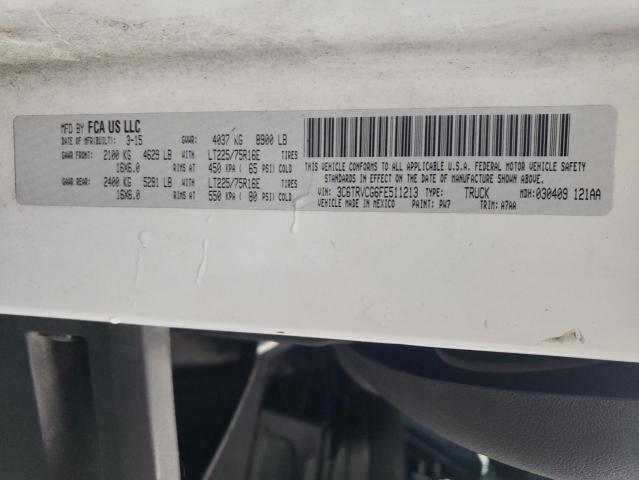 MFD BY FCA US LLC
DATE OF MFR(BUILT): 3-15 GVWR: 4037 KG 8900 LB
GAWR FRONT: 2100 KG 4629 LB WITH LT225/75R16E TIRES
16X6.0 RIMS AT 450 KPA ( 65 PSI) COLD
GAWR REAR: 2400 KG 5291 LB WITH LT225/75R16E TIRES
16X6.0 RIMS AT 550 KPA ( 80 PSI) COLD
THIS VEHICLE CONFORMS TO ALL APPLICABLE U.S.A. FEDERAL MOTOR VEHICLE SAFETY
STANDARDS IN EFFECT ON THE DATE OF MANUFACTURE SHOWN ABOVE.
VIN: 3C6TRVCG6FE511213 TYPE: TRUCK MDH:030409 121AA
VEHICLE MADE IN MEXICO PAINT: PW7 TRIM: A7AA